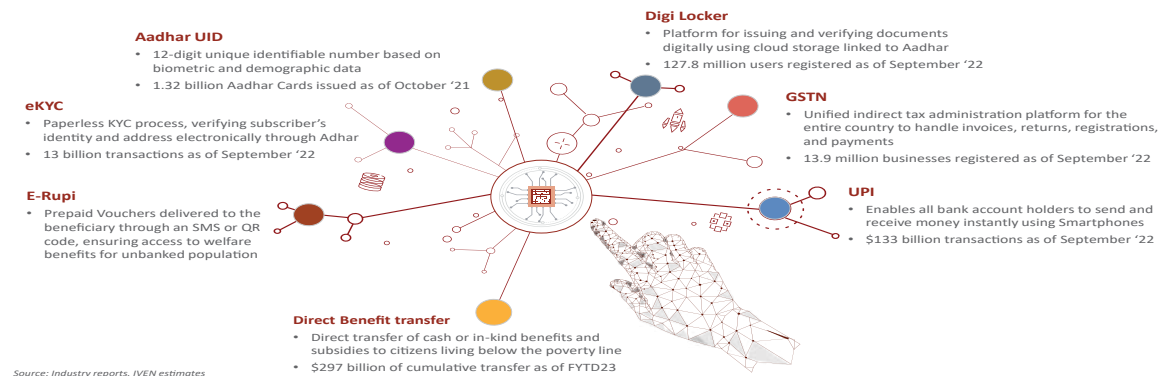 Aadhar UID
• 12-digit unique identifiable number based on
biometric and demographic data
• 1.32 billion Aadhar Cards issued as of October ‘21
Digi Locker
• Platform for issuing and verifying documents
digitally using cloud storage linked to Aadhar
• 127.8 million users registered as of September ‘22
eKYC
• Paperless KYC process, verifying subscriber’s
identity and address electronically through Adhar
• 13 billion transactions as of September ‘22
GSTN
• Unified indirect tax administration platform for the
entire country to handle invoices, returns, registrations,
and payments
• 13.9 million businesses registered as of September ‘22
E-Rupi
• Prepaid Vouchers delivered to the
beneficiary through an SMS or QR
code, ensuring access to welfare
benefits for unbanked population
UPI
• Enables all bank account holders to send and
receive money instantly using Smartphones
• $133 billion transactions as of September ‘22
Direct Benefit transfer
• Direct transfer of cash or in-kind benefits and
subsidies to citizens living below the poverty line
• $297 billion of cumulative transfer as of FYTD23
Source: Industry reports, IVEN estimates